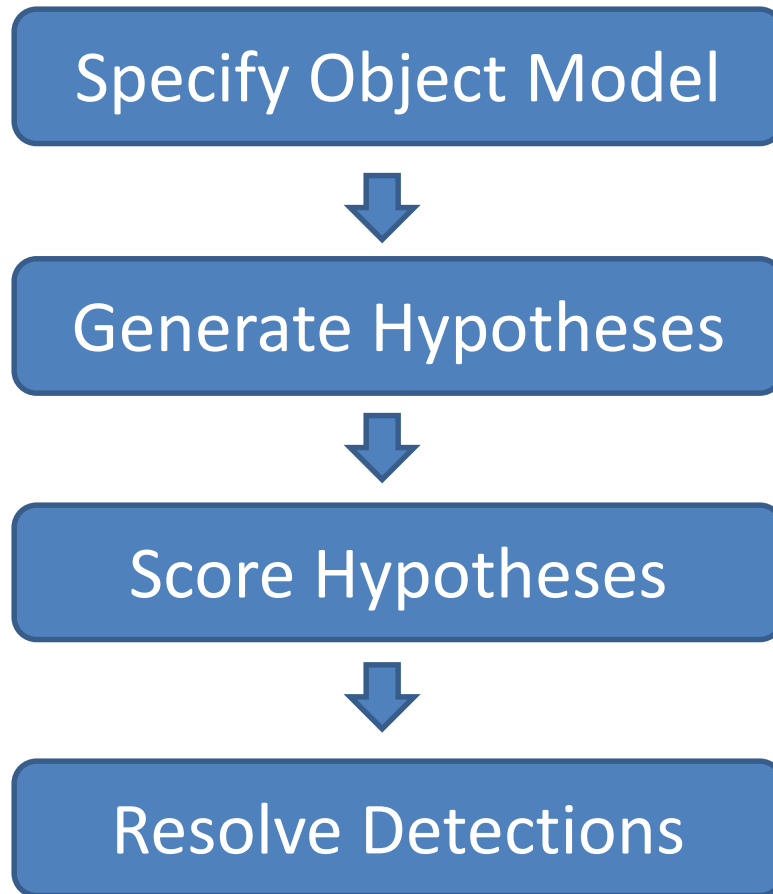 Specify Object Model
Generate Hypotheses
Score Hypotheses
Resolve Detections